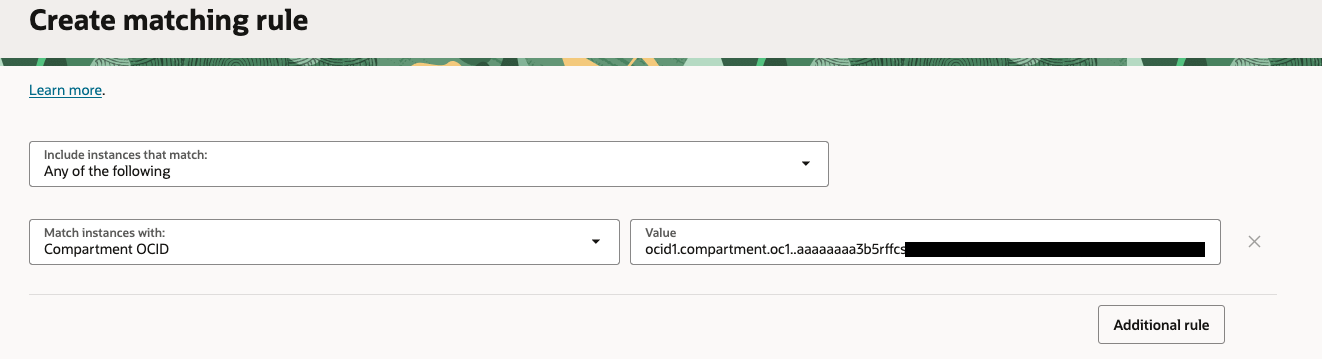 Create matching rule
Learn more.
Include instances that match:
Any of the following
Match instances with:
Compartment OCID
Value
ocid1.compartment.oc1..aaaaaaaa3b5rffcs
Additional rule